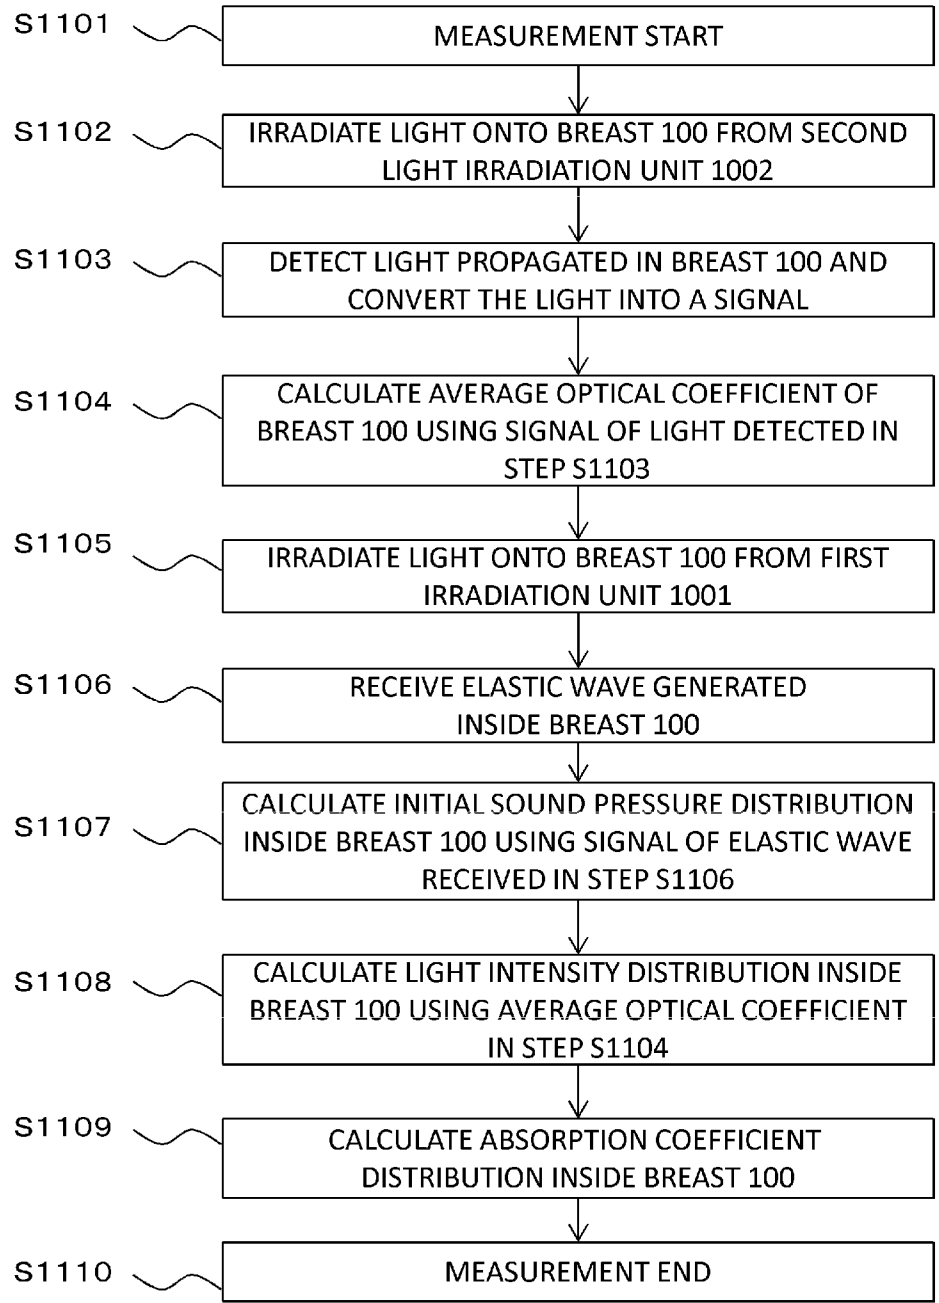 S1101
MEASUREMENT START
S1102
IRRADIATE LIGHT ONTO BREAST 100 FROM SECOND
LIGHT IRRADIATION UNIT 1002
S1103
DETECT LIGHT PROPAGATED IN BREAST 100 AND
CONVERT THE LIGHT INTO A SIGNAL
S1104
CALCULATE AVERAGE OPTICAL COEFFICIENT OF
BREAST 100 USING SIGNAL OF LIGHT DETECTED IN
STEP S1103
S1105
IRRADIATE LIGHT ONTO BREAST 100 FROM FIRST
IRRADIATION UNIT 1001
S1106
RECEIVE ELASTIC WAVE GENERATED
INSIDE BREAST 100
S1107
CALCULATE INITIAL SOUND PRESSURE DISTRIBUTION
INSIDE BREAST 100 USING SIGNAL OF ELASTIC WAVE
RECEIVED IN STEP S1106
S1108
CALCULATE LIGHT INTENSITY DISTRIBUTION INSIDE
BREAST 100 USING AVERAGE OPTICAL COEFFICIENT
IN STEP S1104
S1109
CALCULATE ABSORPTION COEFFICIENT
DISTRIBUTION INSIDE BREAST 100
S1110
MEASUREMENT END